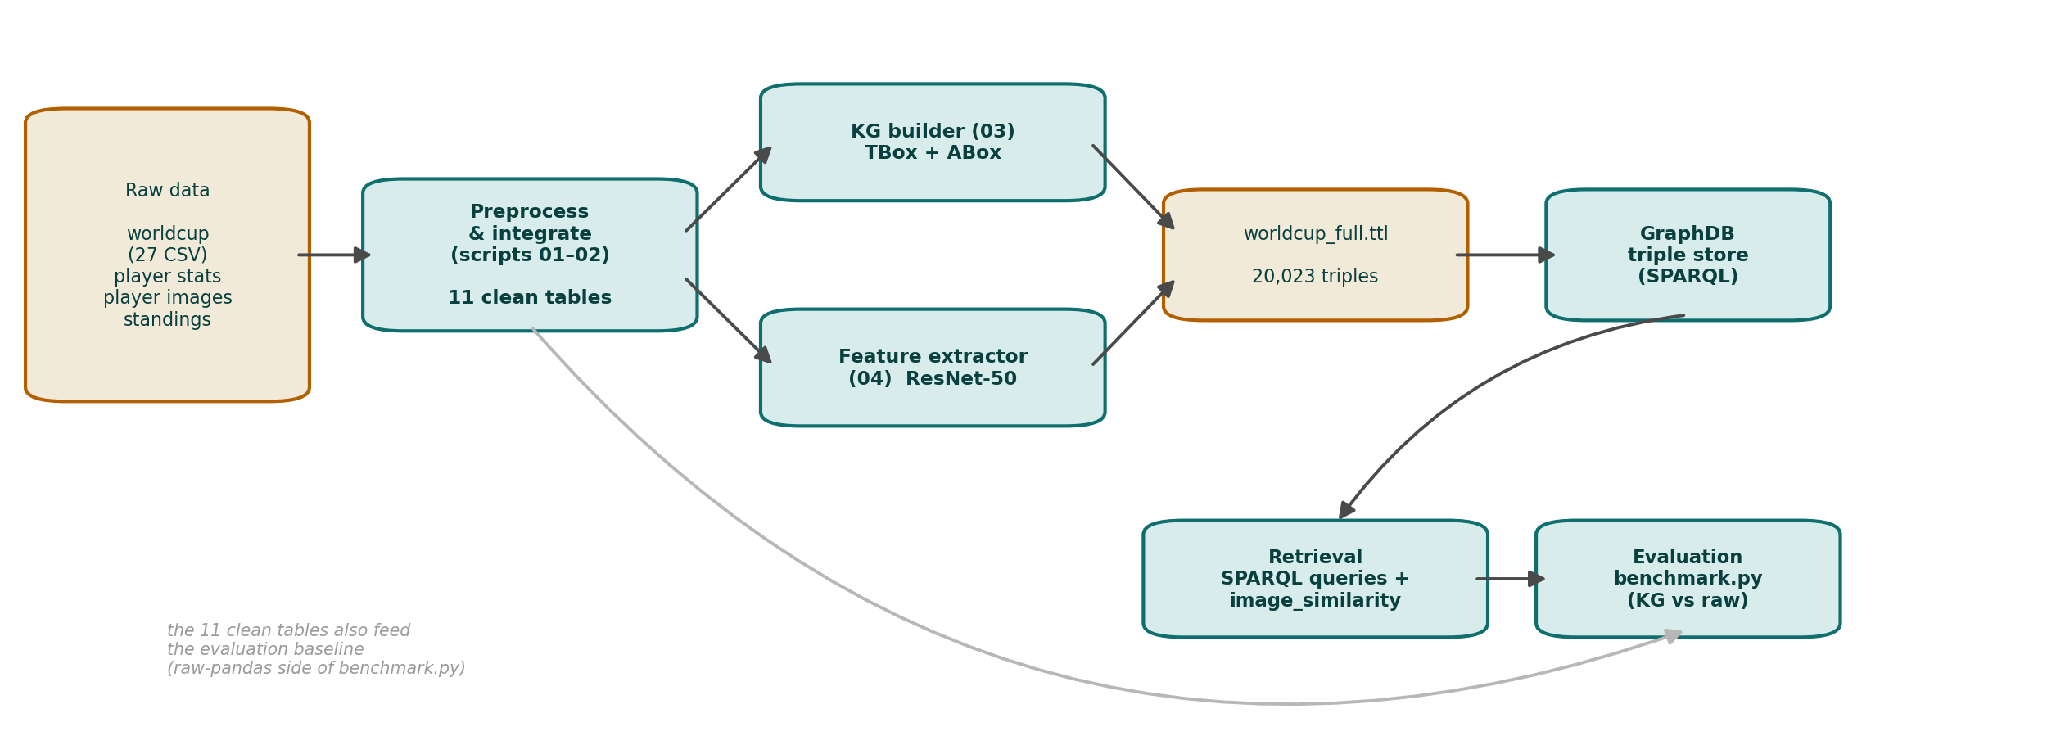 Raw data
worldcup
(27 CSV)
player stats
player images
standings
Preprocess
& integrate
(scripts 01–02)
11 clean tables
KG builder (03)
TBox + ABox
Feature extractor
(04)  ResNet-50
worldcup_full.ttl
20,023 triples
GraphDB
triple store
(SPARQL)
Retrieval
SPARQL queries +
image_similarity
Evaluation
benchmark.py
(KG vs raw)
the 11 clean tables also feed
the evaluation baseline
(raw-pandas side of benchmark.py)